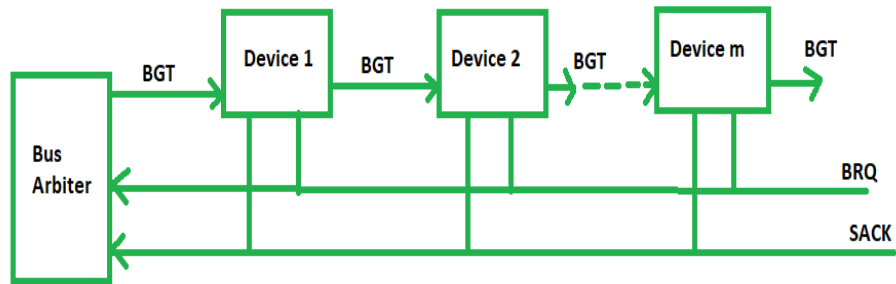 BGT
Device 1
BGT
Device 2
BGT
Device m
BGT
Bus
Arbiter
BRQ
SACK